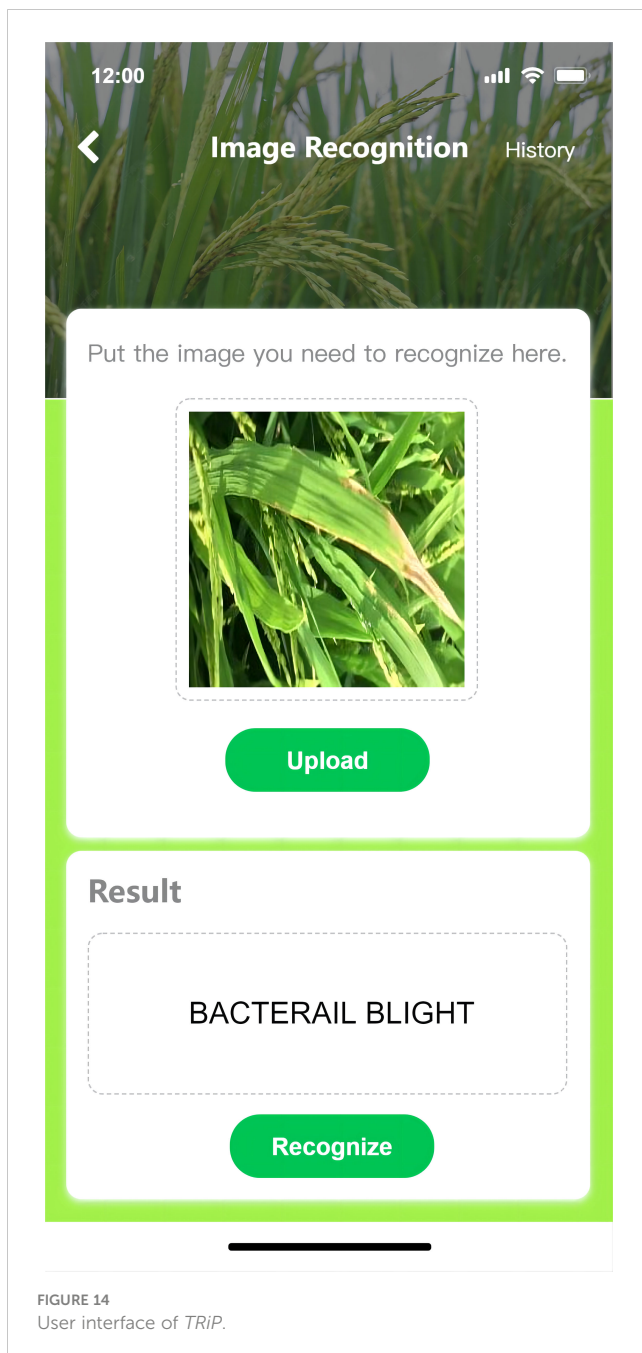 12:00
Image Recognition History
Put the image you need to recognize here.
Upload
Result
BACTERAIL BLIGHT
Recognize
FIGURE 14
User interface of TRiP.